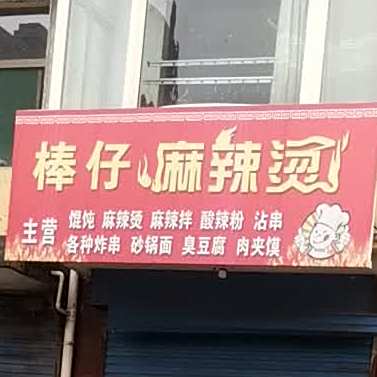 棒仔麻辣烫
主营
馄饨 麻辣烫 麻辣拌 酸辣粉 沾串
各种炸串 砂锅面 臭豆腐 肉夹馍